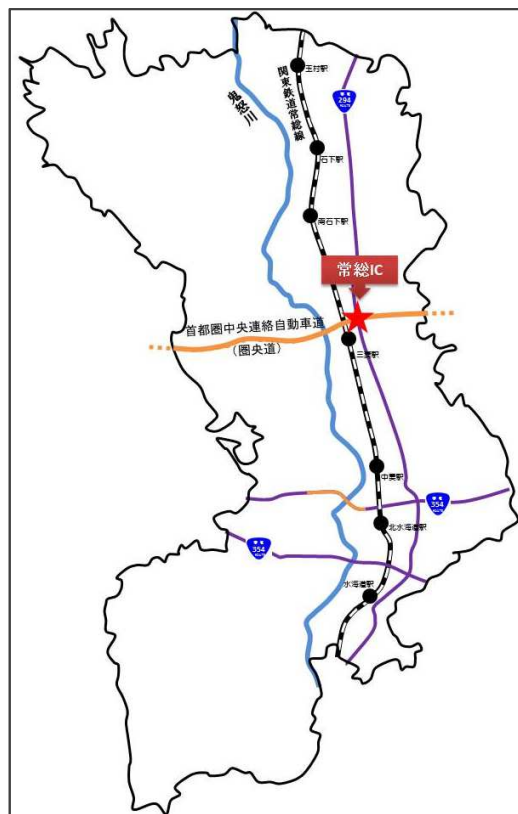 玉村駅
関東鉄道常総線
鬼怒川
294
石下駅
南石下駅
常総IC
首都圏中央連絡自動車道
(圏央道)
三妻駅
中妻駅
354
北水海道駅
354
水海道駅